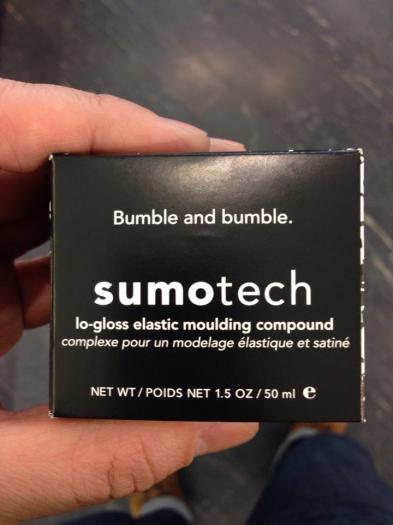 Bumble and bumble.
sumotech
lo-gloss elastic moulding compound
complexe pour un modelage élastique et satiné
NET WT / POIDS NET 1.5 OZ / 50 ml ℮